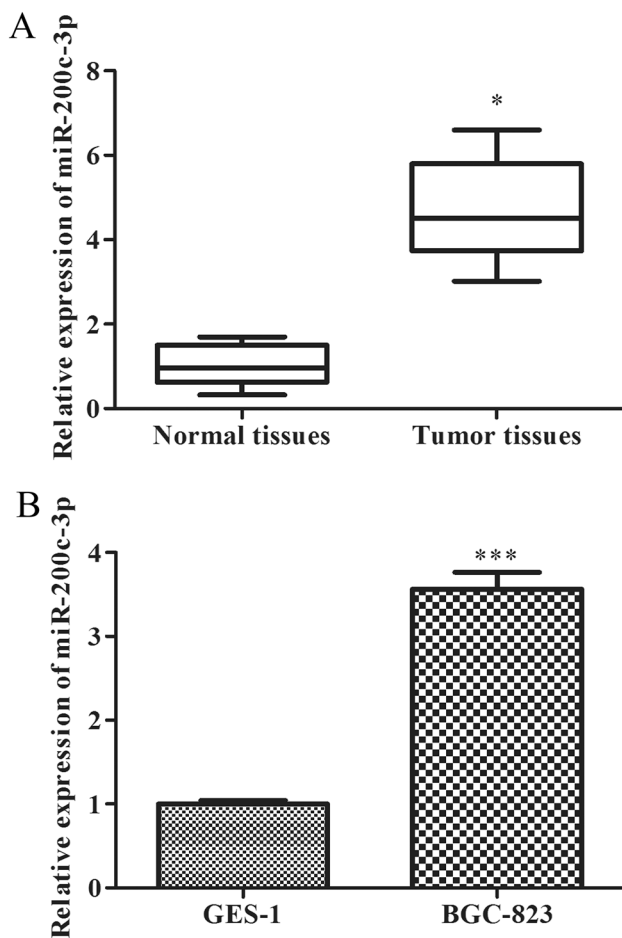 A
Relative expression of miR-200c-3p
8
6
4
2
0
*
Normal tissues
Tumor tissues
B
Relative expression of miR-200c-3p
4
3
2
1
0
***
GES-1
BGC-823